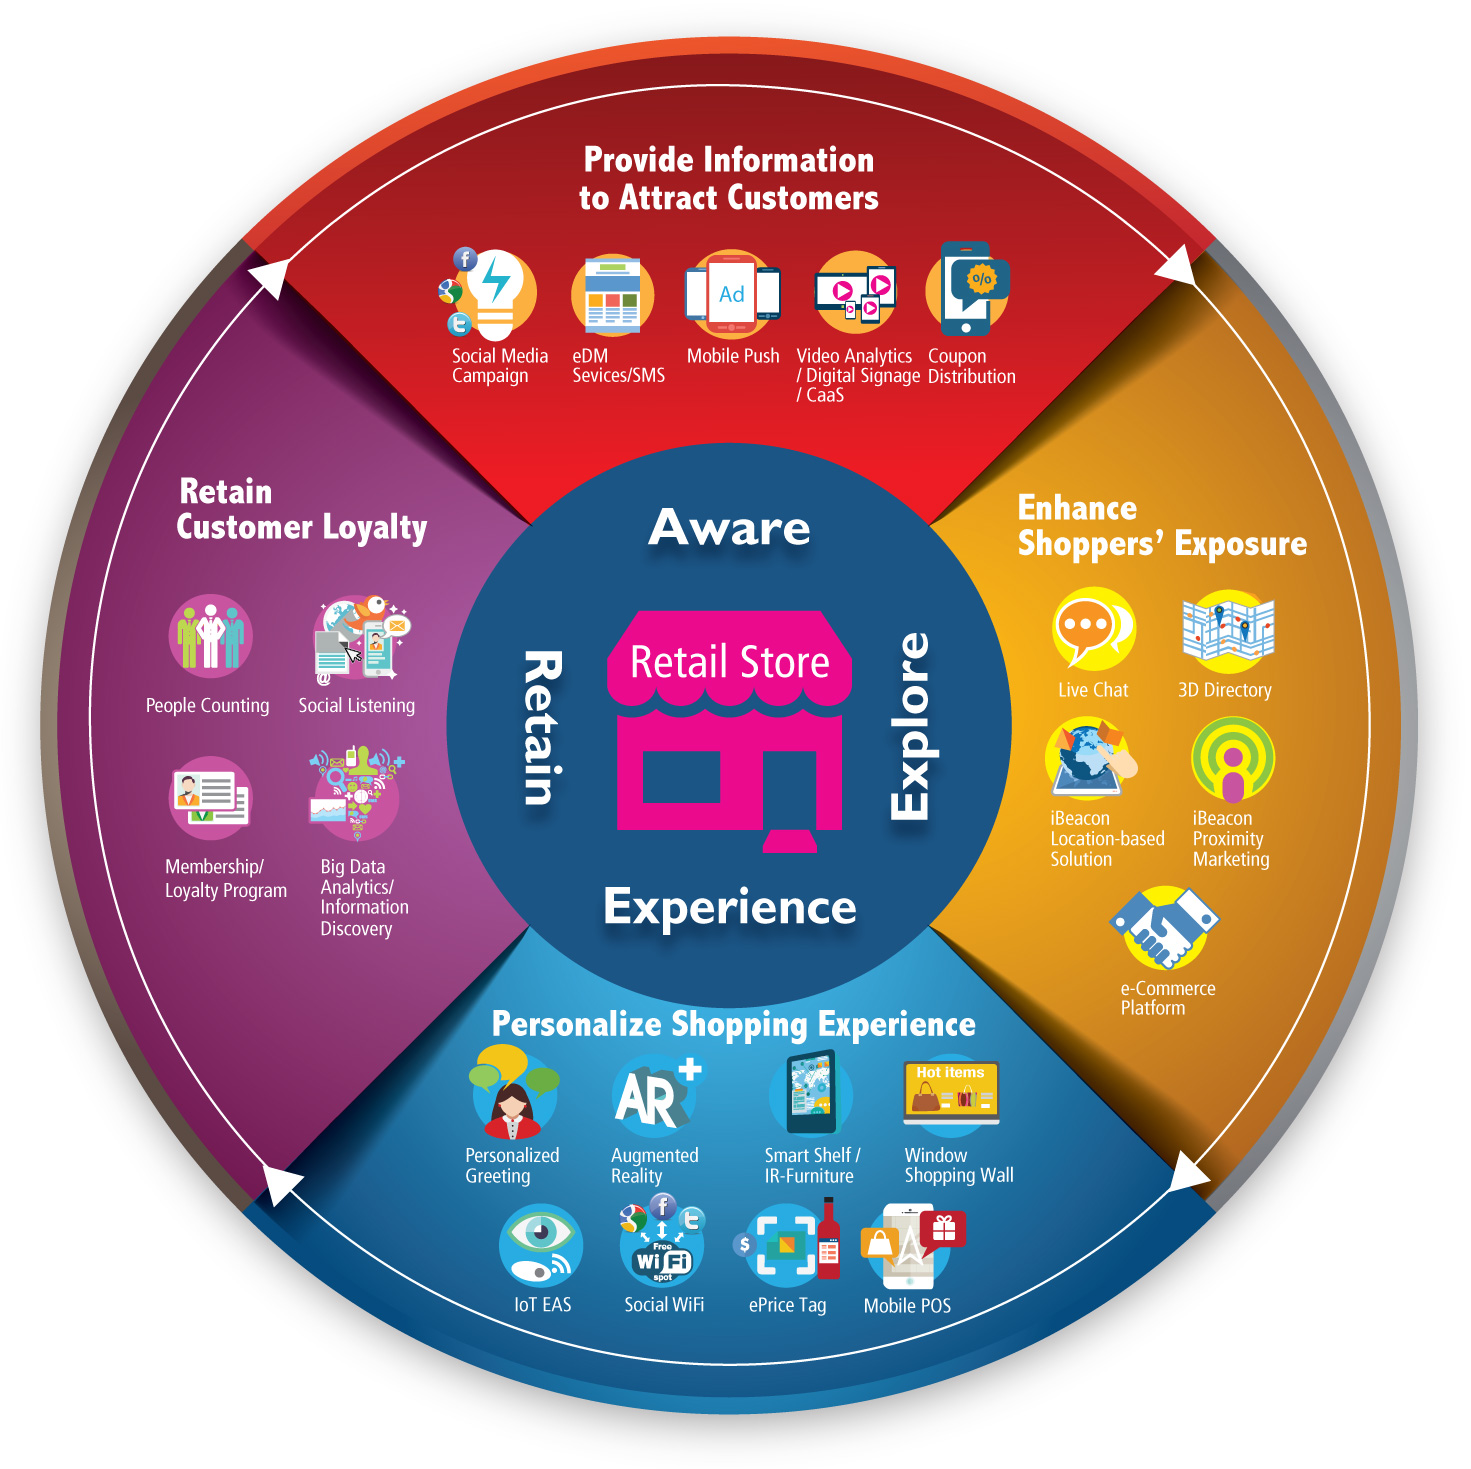 Provide Information
to Attract Customers
Ad
%
Social Media
Campaign
eDM
Sevices/SMS
Mobile Push
Video Analytics
/ Digital Signage
/ CaaS
Coupon
Distribution
Retain
Customer Loyalty
People Counting
Social Listening
@
Membership/
Loyalty Program
Big Data
Analytics/
Information
Discovery
Aware
Retain
Retail Store
Explore
Experience
Enhance
Shoppers' Exposure
Live Chat
3D Directory
iBeacon
Location-based
Solution
iBeacon
Proximity
Marketing
e-Commerce
Platform
Personalize Shopping Experience
AR+
Hot items
Personalized
Greeting
Augmented
Reality
Smart Shelf /
IR-Furniture
Window
Shopping Wall
Free
WiFi
spot
$
IoT EAS
Social WiFi
ePrice Tag
Mobile POS